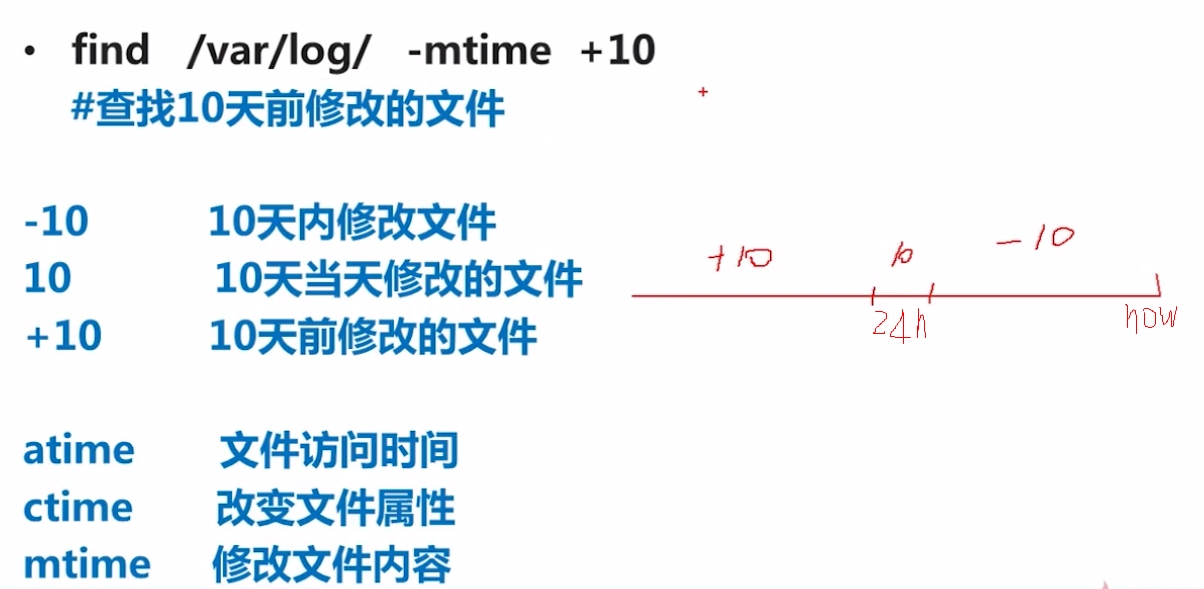 • find /var/log/ -mtime +10
#查找10天前修改的文件
-10 10天内修改文件
10 10天当天修改的文件
+10 10天前修改的文件
+10 10 -10
24h now
atime 文件访问时间
ctime 改变文件属性
mtime 修改文件内容